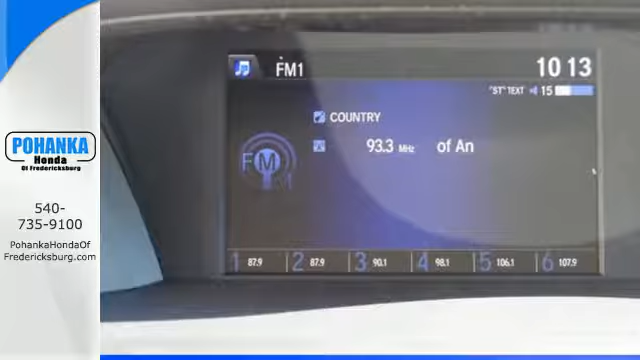 POHANKA
Honda
Of Fredericksburg
540-
735-9100
PohankaHondaOf
Fredericksburg.com
FM1
10 13
"ST" TEXT 15
COUNTRY
93.3 MHz of An
FM
1 87.9 2 87.9 3 90.1 4 98.1 5 106.1 6 107.9